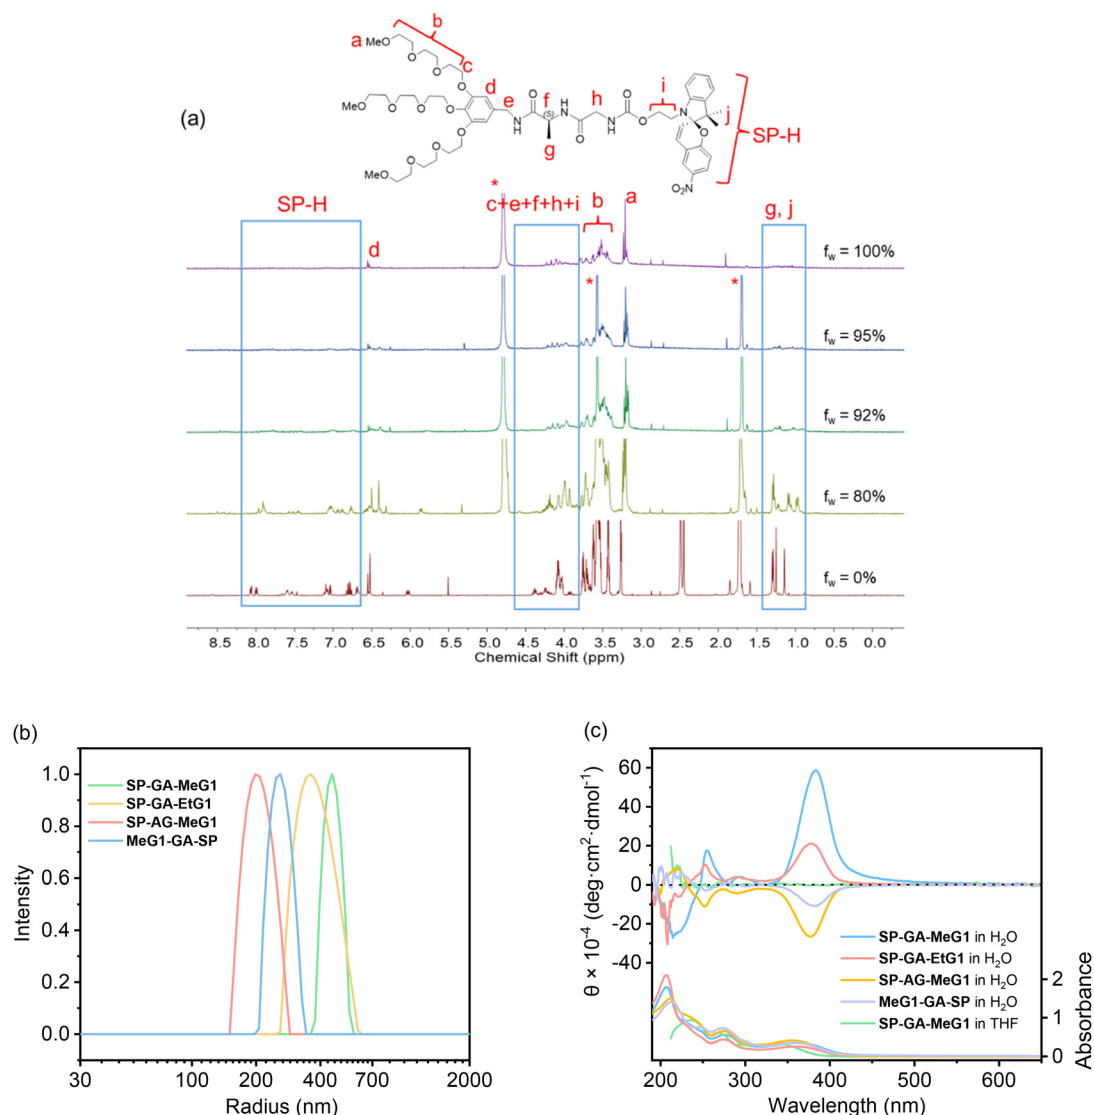 (a)
a MeO
b
c
d
e
f
g
h
i
j
O
O
O
O
O
O
MeO
O
O
O
O
O
MeO
O
N
H
O
(S)
H
N
O
N
H
O
O
N
O
NO₂
SP-H
SP-H
d
*
c+e+f+h+i
b
a
g, j
f_w = 100%
*
*
f_w = 95%
f_w = 92%
f_w = 80%
f_w = 0%
8.5 8.0 7.5 7.0 6.5 6.0 5.5 5.0 4.5 4.0 3.5 3.0 2.5 2.0 1.5 1.0 0.5 0.0
Chemical Shift (ppm)
(b)
1.0
0.8
0.6
0.4
0.2
0.0
Intensity
SP-GA-MeG1
SP-GA-EtG1
SP-AG-MeG1
MeG1-GA-SP
30 100 200 400 700 2000
Radius (nm)
(c)
60
40
20
0
-20
-30
-40
θ × 10⁻⁴ (deg·cm²·dmol⁻¹)
SP-GA-MeG1 in H₂O
SP-GA-EtG1 in H₂O
SP-AG-MeG1 in H₂O
MeG1-GA-SP in H₂O
SP-GA-MeG1 in THF
2
1
0
Absorbance
200 300 400 500 600
Wavelength (nm)